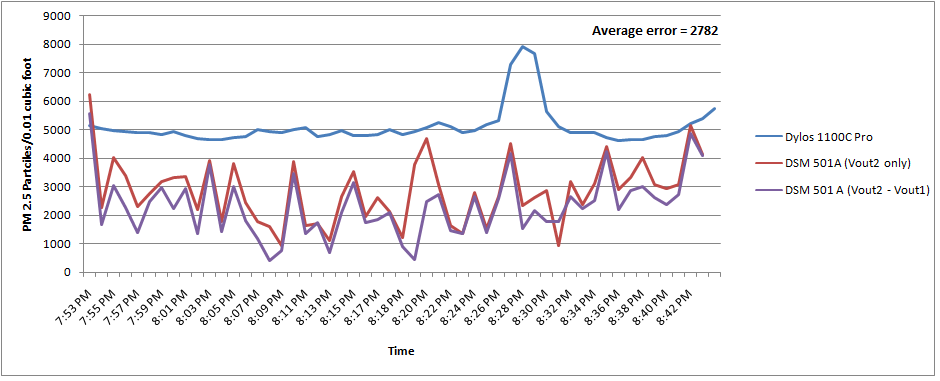 Average error = 2782
9000
8000
7000
6000
5000
4000
3000
2000
1000
0
PM 2.5 Partciles/0.01 cubic foot
7:53 PM
7:55 PM
7:57 PM
7:59 PM
8:01 PM
8:03 PM
8:05 PM
8:07 PM
8:09 PM
8:11 PM
8:13 PM
8:15 PM
8:17 PM
8:18 PM
8:20 PM
8:22 PM
8:24 PM
8:26 PM
8:28 PM
8:30 PM
8:32 PM
8:34 PM
8:36 PM
8:38 PM
8:40 PM
8:42 PM
Time
Dylos 1100C Pro
DSM 501A (Vout2 only)
DSM 501 A (Vout2 - Vout1)